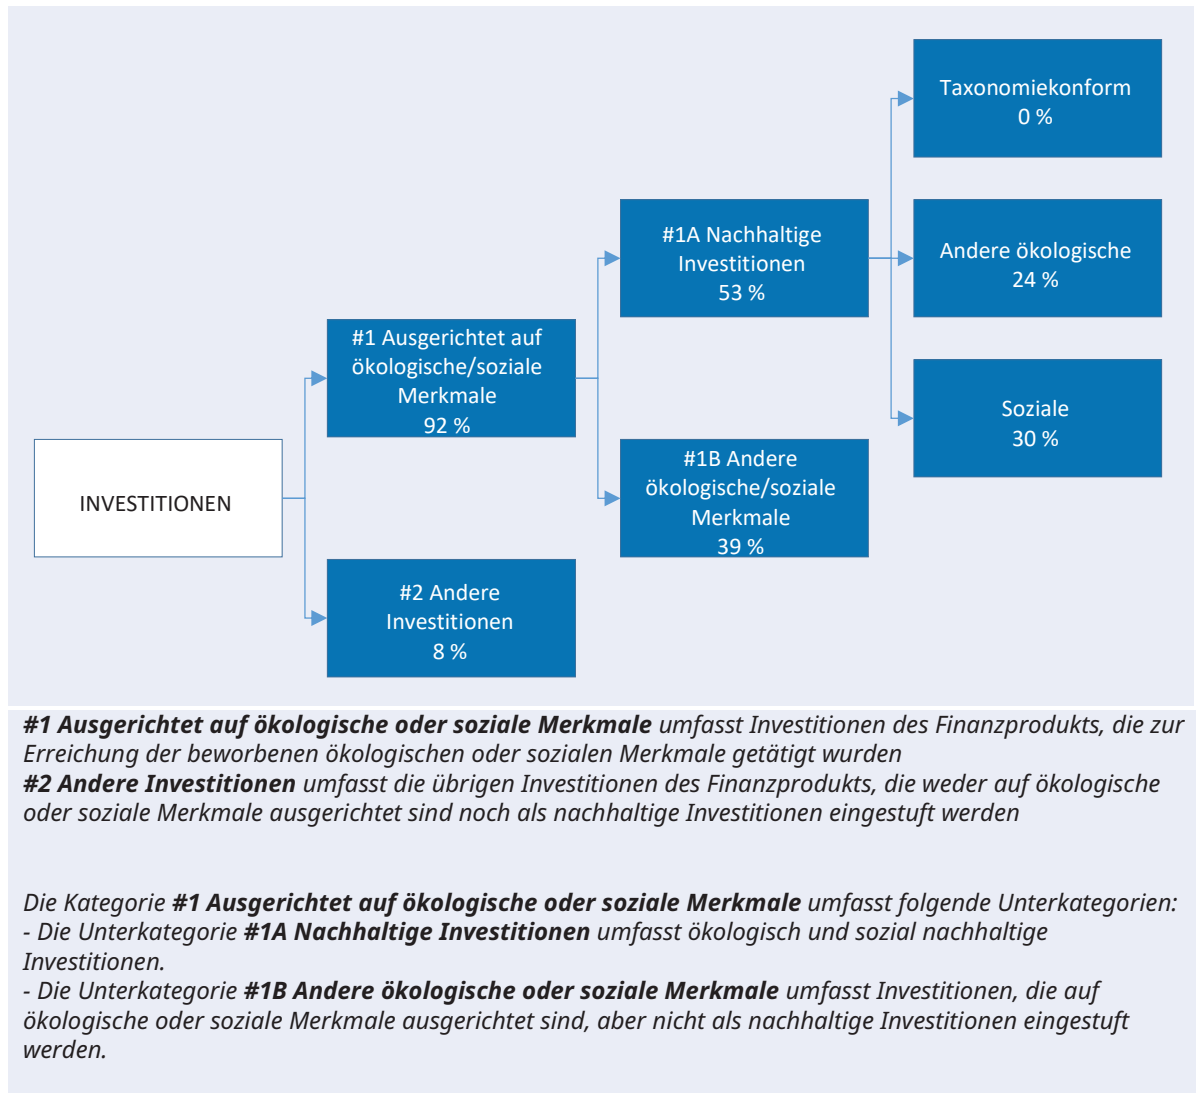 Taxonomiekonform
0 %
#1A Nachhaltige
Investitionen
53 %
Andere ökologische
24 %
#1 Ausgerichtet auf
ökologische/soziale
Merkmale
92 %
Soziale
30 %
INVESTITIONEN
#1B Andere
ökologische/soziale
Merkmale
39 %
#2 Andere
Investitionen
8 %
#1 Ausgerichtet auf ökologische oder soziale Merkmale umfasst Investitionen des Finanzprodukts, die zur
Erreichung der beworbenen ökologischen oder sozialen Merkmale getätigt wurden
#2 Andere Investitionen umfasst die übrigen Investitionen des Finanzprodukts, die weder auf ökologische
oder soziale Merkmale ausgerichtet sind noch als nachhaltige Investitionen eingestuft werden
Die Kategorie #1 Ausgerichtet auf ökologische oder soziale Merkmale umfasst folgende Unterkategorien:
- Die Unterkategorie #1A Nachhaltige Investitionen umfasst ökologisch und sozial nachhaltige
Investitionen.
- Die Unterkategorie #1B Andere ökologische oder soziale Merkmale umfasst Investitionen, die auf
ökologische oder soziale Merkmale ausgerichtet sind, aber nicht als nachhaltige Investitionen eingestuft
werden.